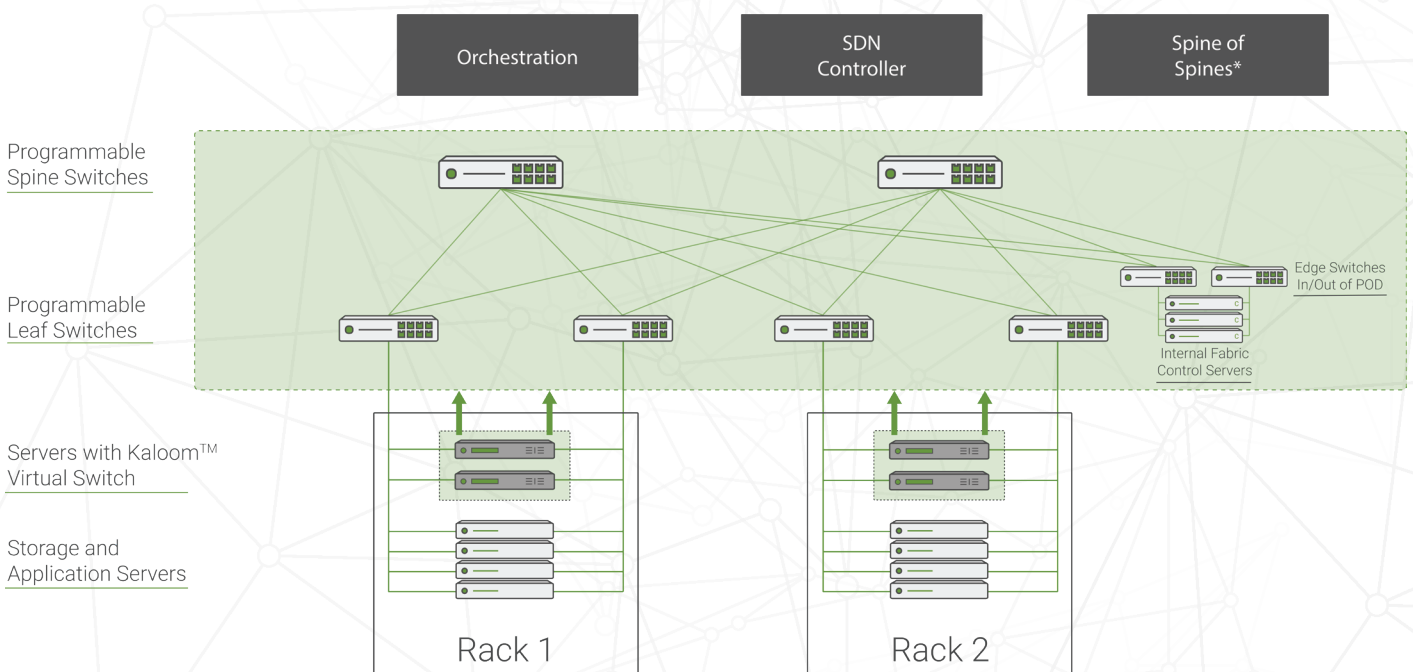 Orchestration
SDN
Controller
Spine of
Spines*
Programmable
Spine Switches
Edge Switches
In/Out of POD
Programmable
Leaf Switches
C
C
C
Internal Fabric
Control Servers
Servers with Kaloom™
Virtual Switch
Storage and
Application Servers
Rack 1
Rack 2